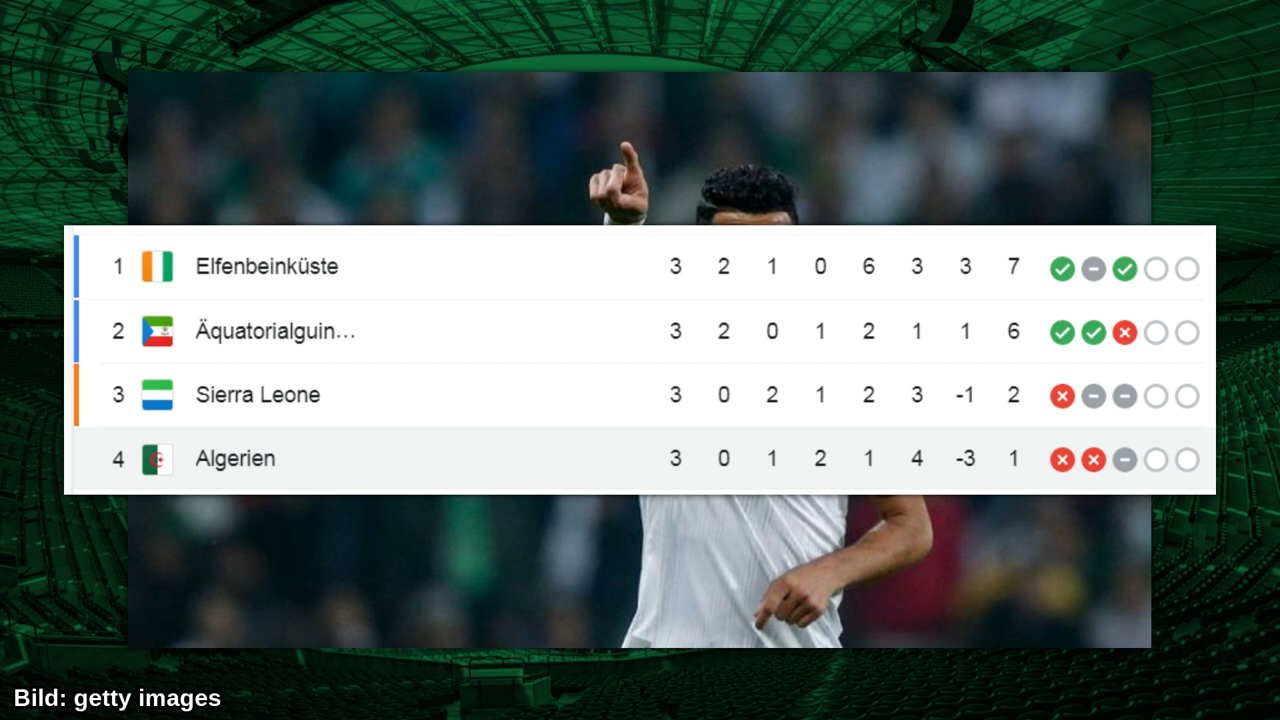 1 Elfenbeinküste 3 2 1 0 6 3 3 7
2 Äquatorialguin... 3 2 0 1 2 1 1 6
3 Sierra Leone 3 0 2 1 2 3 -1 2
4 Algerien 3 0 1 2 1 4 -3 1
Bild: getty images